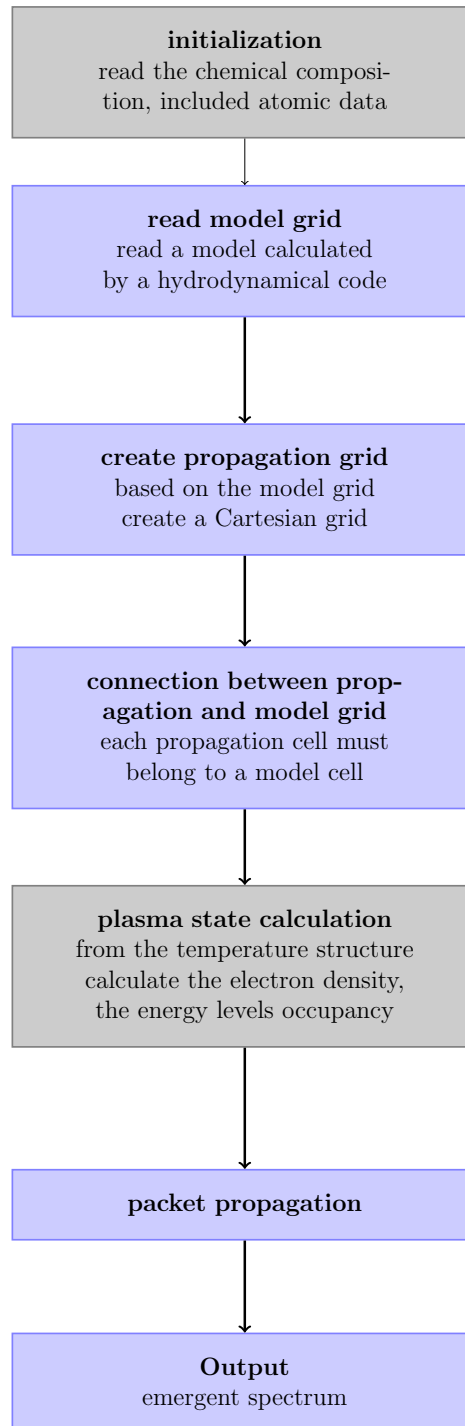 initialization
read the chemical composi-
tion, included atomic data
read model grid
read a model calculated
by a hydrodynamical code
create propagation grid
based on the model grid
create a Cartesian grid
connection between prop-
agation and model grid
each propagation cell must
belong to a model cell
plasma state calculation
from the temperature structure
calculate the electron density,
the energy levels occupancy
packet propagation
Output
emergent spectrum